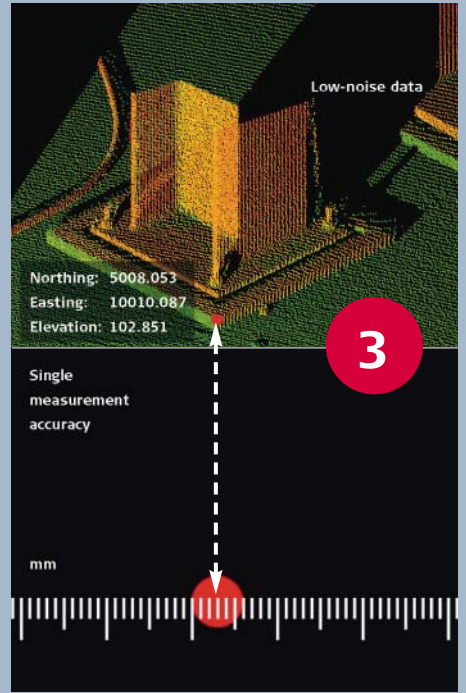 Low-noise data
Northing: 5008.053
Easting: 10010.087
Elevation: 102.851
3
Single
measurement
accuracy
mm